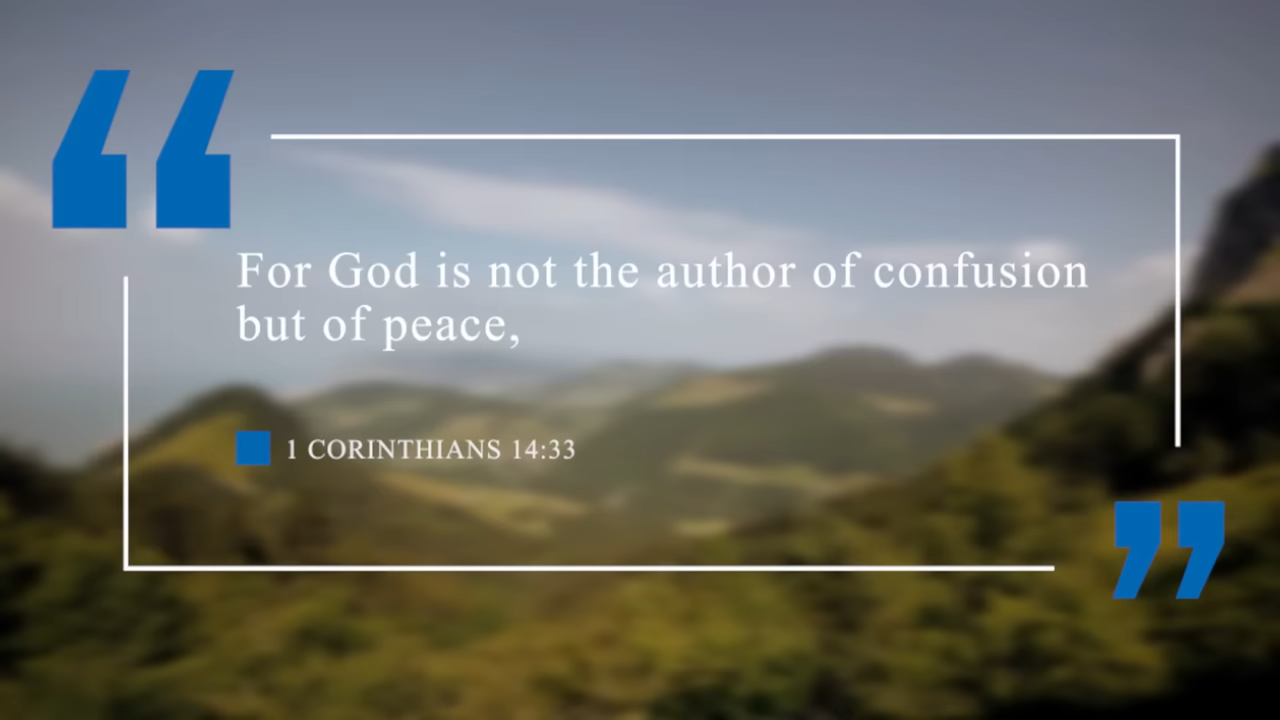 For God is not the author of confusion
but of peace,
1 CORINTHIANS 14:33